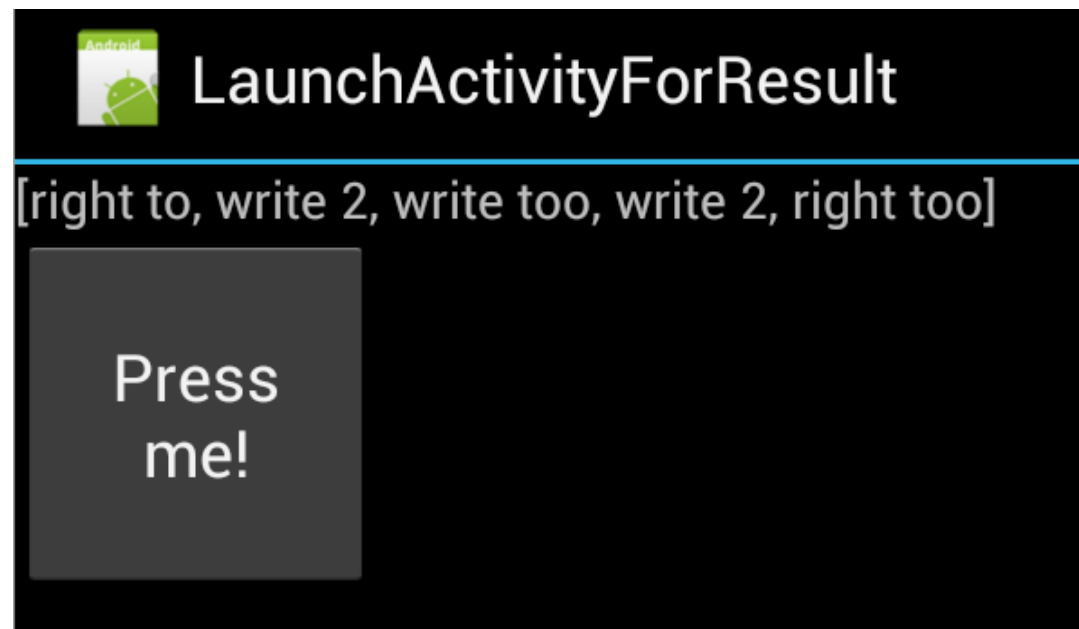 Android
LaunchActivityForResult
[right to, write 2, write too, write 2, right too]
Press
me!